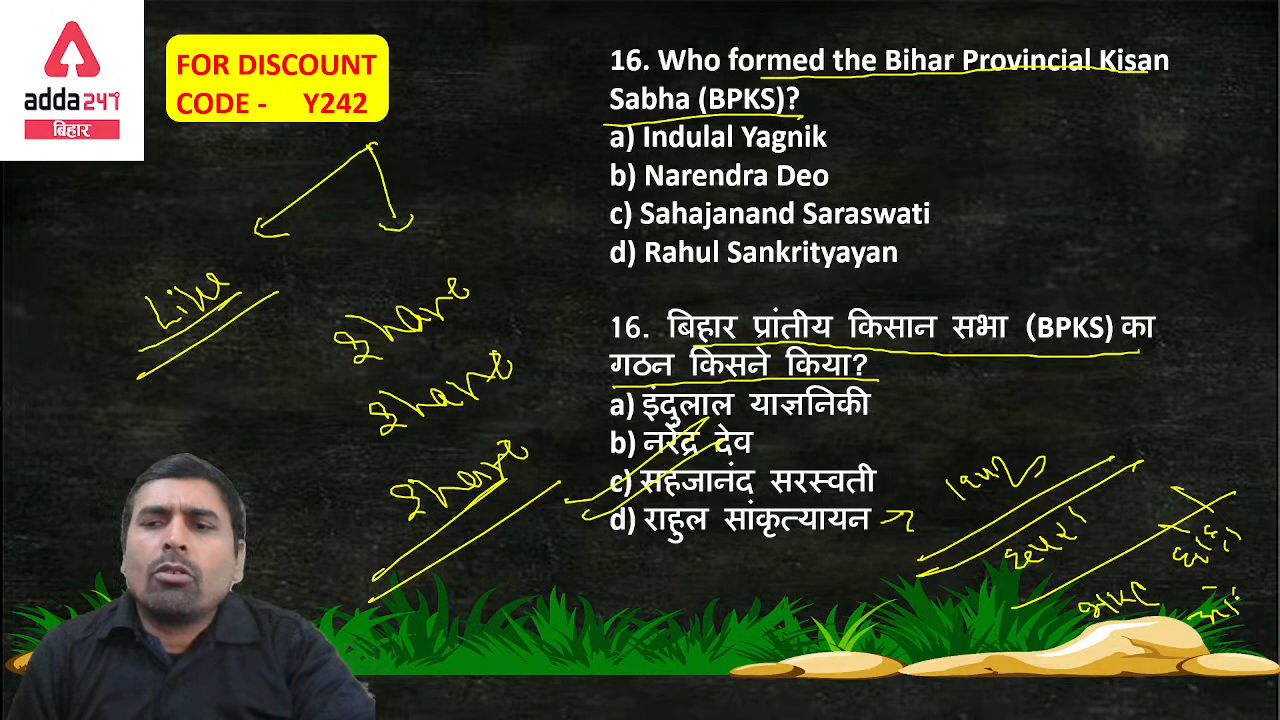 adda247
बिहार
FOR DISCOUNT
CODE - Y242
Like
Share
Share
Share
16. Who formed the Bihar Provincial Kisan
Sabha (BPKS)?
a) Indulal Yagnik
b) Narendra Deo
c) Sahajanand Saraswati
d) Rahul Sankrityayan
16. बिहार प्रांतीय किसान सभा (BPKS) का
गठन किसने किया?
a) इंदुलाल याज्ञनिकी
b) नरेंद्र देव
c) सहजानंद सरस्वती
d) राहुल सांकृत्यायन